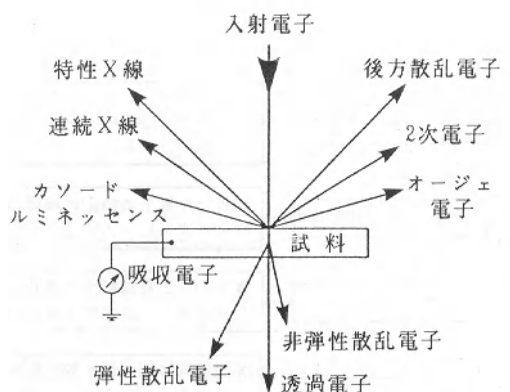 入射電子
特性X線
後方散乱電子
連続X線
2次電子
カソード
ルミネッセンス
オージェ
電子
試料
吸収電子
非弾性散乱電子
弾性散乱電子
透過電子